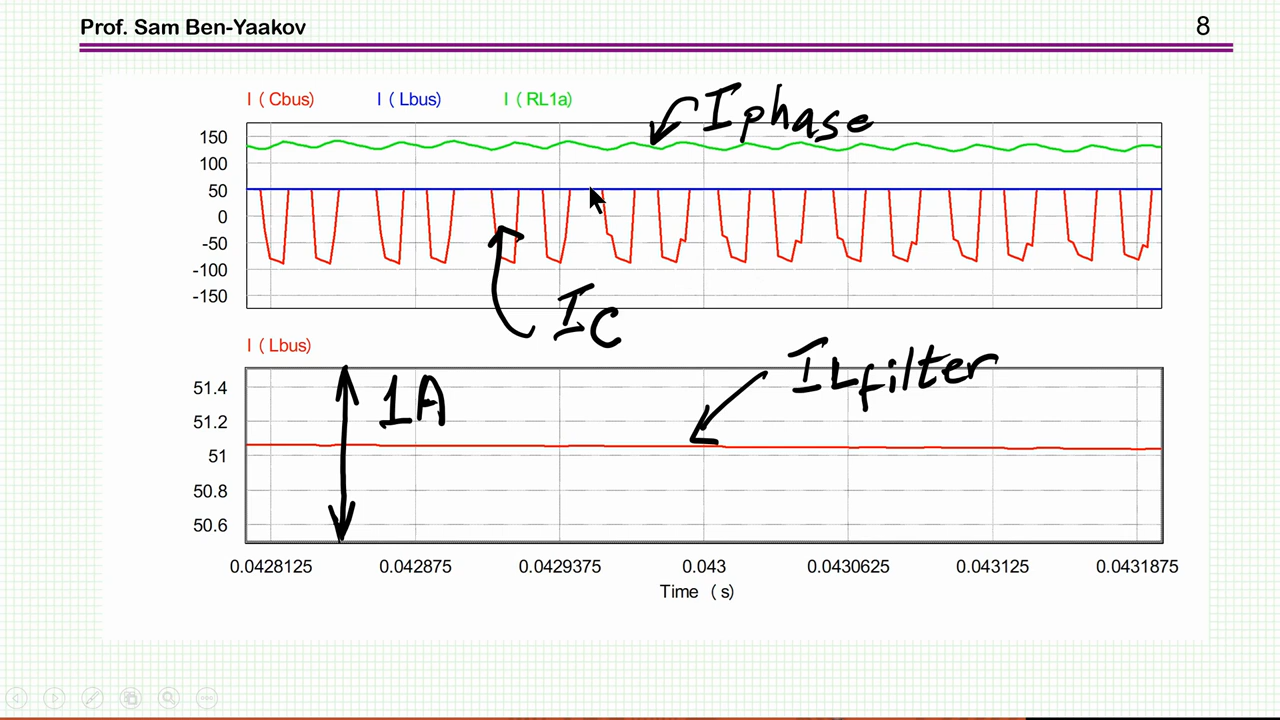 Prof. Sam Ben-Yaakov 8
I ( Cbus) I ( Lbus) I ( RL1a)
I phase
150
100
50
0
-50
-100
-150
IC
I ( Lbus)
ILfilter
1A
51.4
51.2
51
50.8
50.6
0.0428125 0.042875 0.0429375 0.043 0.0430625 0.043125 0.0431875
Time (s)